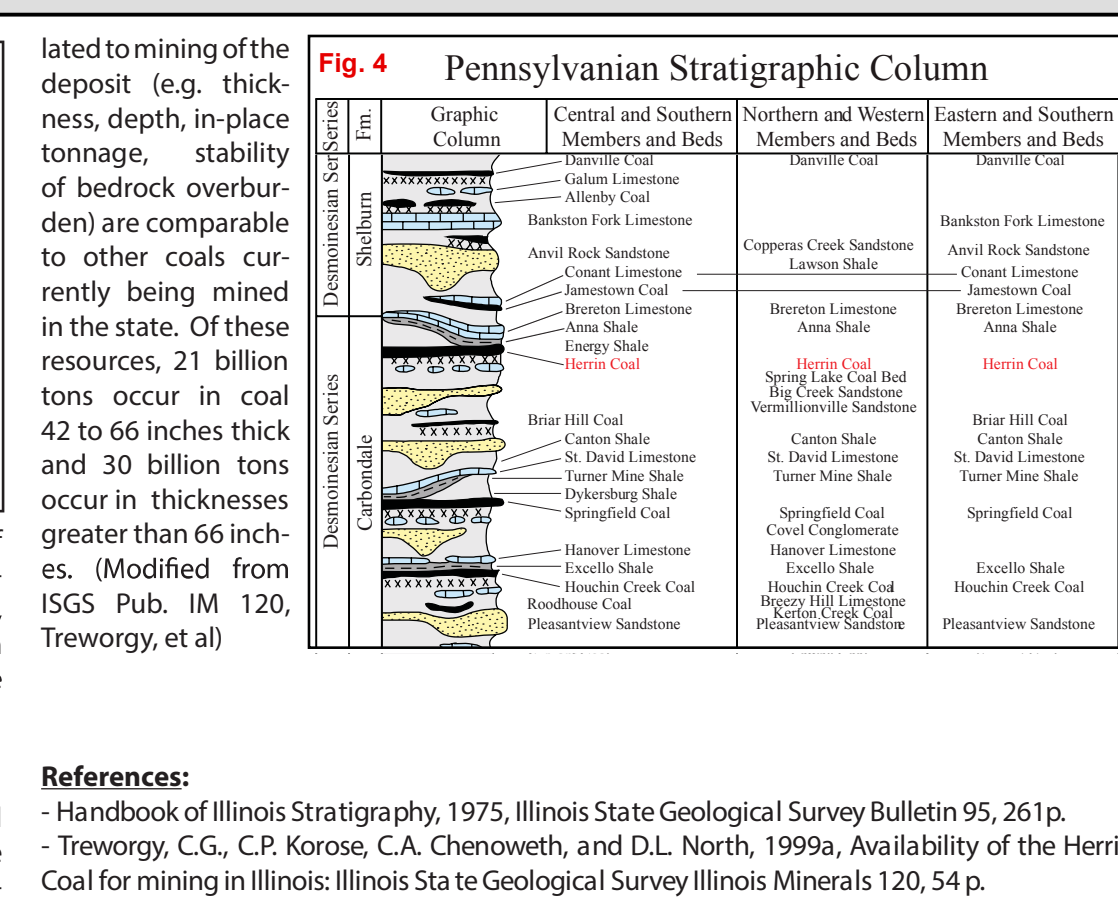 lated to mining of the
deposit (e.g. thick-
ness, depth, in-place
tonnage, stability
of bedrock overbur-
den) are comparable
to other coals cur-
rently being mined
in the state. Of these
resources, 21 billion
tons occur in coal
42 to 66 inches thick
and 30 billion tons
occur in thicknesses
greater than 66 inch-
es. (Modified from
ISGS Pub. IM 120,
Treworgy, et al)
Fig. 4
Pennsylvanian Stratigraphic Column
Series
Fm.
Graphic
Column
Central and Southern
Members and Beds
Northern and Western
Members and Beds
Eastern and Southern
Members and Beds
Desmoinesian Ser
Shelburn
Desmoinesian Series
Carbondale
Danville Coal
Galum Limestone
Allenby Coal
Bankston Fork Limestone
Anvil Rock Sandstone
Conant Limestone
Jamestown Coal
Brereton Limestone
Anna Shale
Energy Shale
Herrin Coal
Briar Hill Coal
Canton Shale
St. David Limestone
Turner Mine Shale
Dykersburg Shale
Springfield Coal
Hanover Limestone
Excello Shale
Houchin Creek Coal
Roodhouse Coal
Pleasantview Sandstone
Danville Coal
Copperas Creek Sandstone
Lawson Shale
Brereton Limestone
Anna Shale
Herrin Coal
Spring Lake Coal Bed
Big Creek Sandstone
Vermillionville Sandstone
Canton Shale
St. David Limestone
Turner Mine Shale
Springfield Coal
Covel Conglomerate
Hanover Limestone
Excello Shale
Houchin Creek Coal
Breezy Hill Limestone
Kerton Creek Coal
Pleasantview Sandstone
Danville Coal
Bankston Fork Limestone
Anvil Rock Sandstone
Conant Limestone
Jamestown Coal
Brereton Limestone
Anna Shale
Herrin Coal
Briar Hill Coal
Canton Shale
St. David Limestone
Turner Mine Shale
Springfield Coal
Excello Shale
Houchin Creek Coal
Pleasantview Sandstone
References:
- Handbook of Illinois Stratigraphy, 1975, Illinois State Geological Survey Bulletin 95, 261p.
- Treworgy, C.G., C.P. Korose, C.A. Chenoweth, and D.L. North, 1999a, Availability of the Herri
Coal for mining in Illinois: Illinois State Geological Survey Illinois Minerals 120, 54 p.